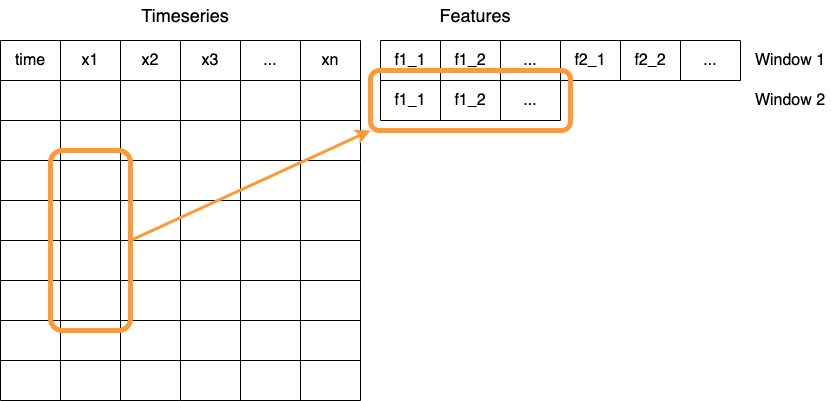 Timeseries Features
time x1 x2 x3 ... xn f1_1 f1_2 ... f2_1 f2_2 ... Window 1
f1_1 f1_2 ... Window 2